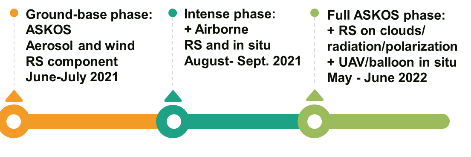 Ground-base phase:
ASKOS
Aerosol and wind
RS component
June-July 2021
Intense phase:
+ Airborne
RS and in situ
August- Sept. 2021
Full ASKOS phase:
+ RS on clouds/
radiation/polarization
+ UAV/balloon in situ
May - June 2022